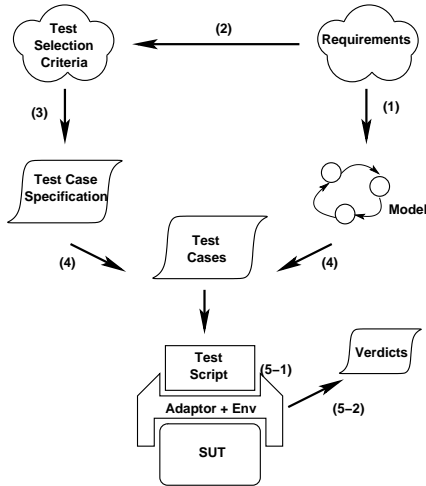 Test
Selection
Criteria
(2)
Requirements
(3)
(1)
Test Case
Specification
Model
(4)
Test
Cases
(4)
Test
Script
(5–1)
Verdicts
Adaptor + Env
(5–2)
SUT